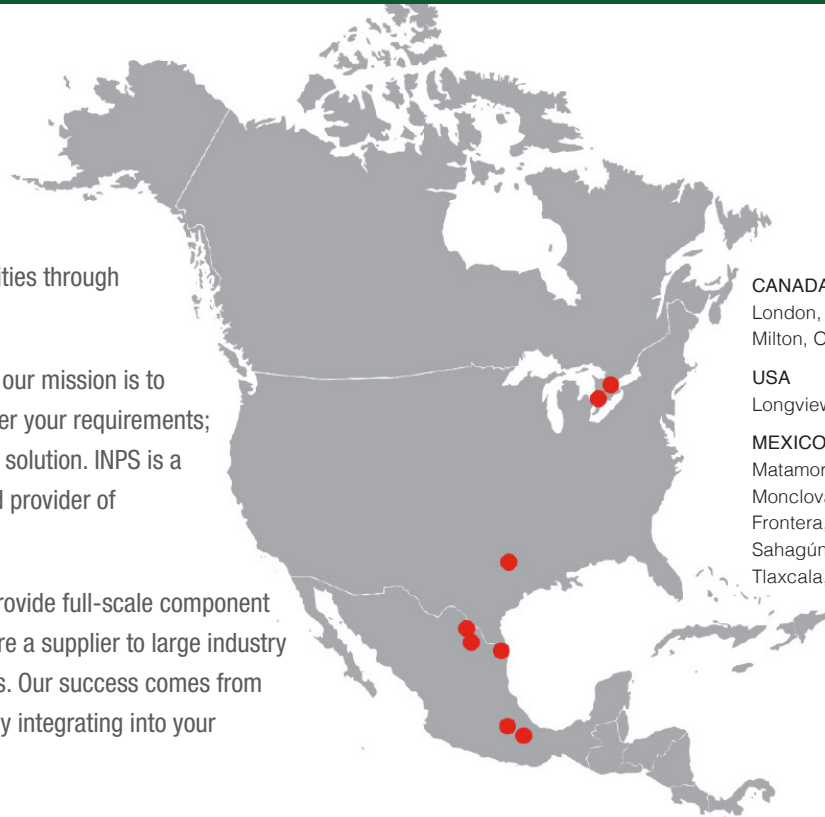 ities through
our mission is to
er your requirements;
solution. INPS is a
provider of
rovide full-scale component
re a supplier to large industry
s. Our success comes from
y integrating into your
CANADA
London,
Milton, O
USA
Longview
MEXICO
Matamor
Monclova
Frontera,
Sahagún
Tlaxcala,